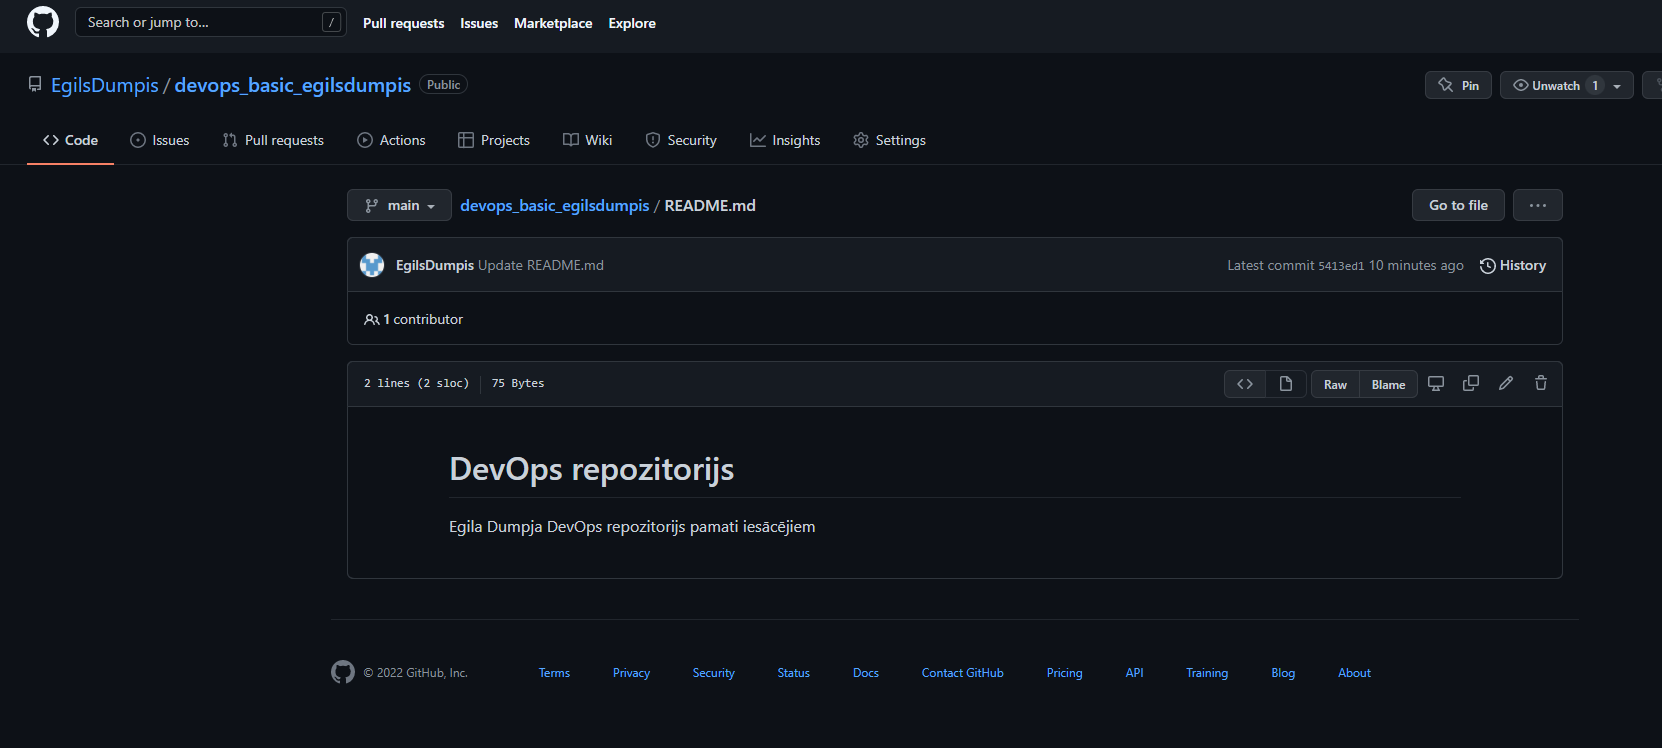 Search or jump to... /
Pull requests Issues Marketplace Explore
EgilsDumpis / devops_basic_egilsdumpis Public
Pin Unwatch 1
Code Issues Pull requests Actions Projects Wiki Security Insights Settings
main devops_basic_egilsdumpis / README.md Go to file ...
EgilsDumpis Update README.md Latest commit 5413ed1 10 minutes ago History
1 contributor
2 lines (2 sloc) 75 Bytes Raw Blame
DevOps repozitorijs
Egila Dumpja DevOps repozitorijs pamati iesācējiem
© 2022 GitHub, Inc. Terms Privacy Security Status Docs Contact GitHub Pricing API Training Blog About